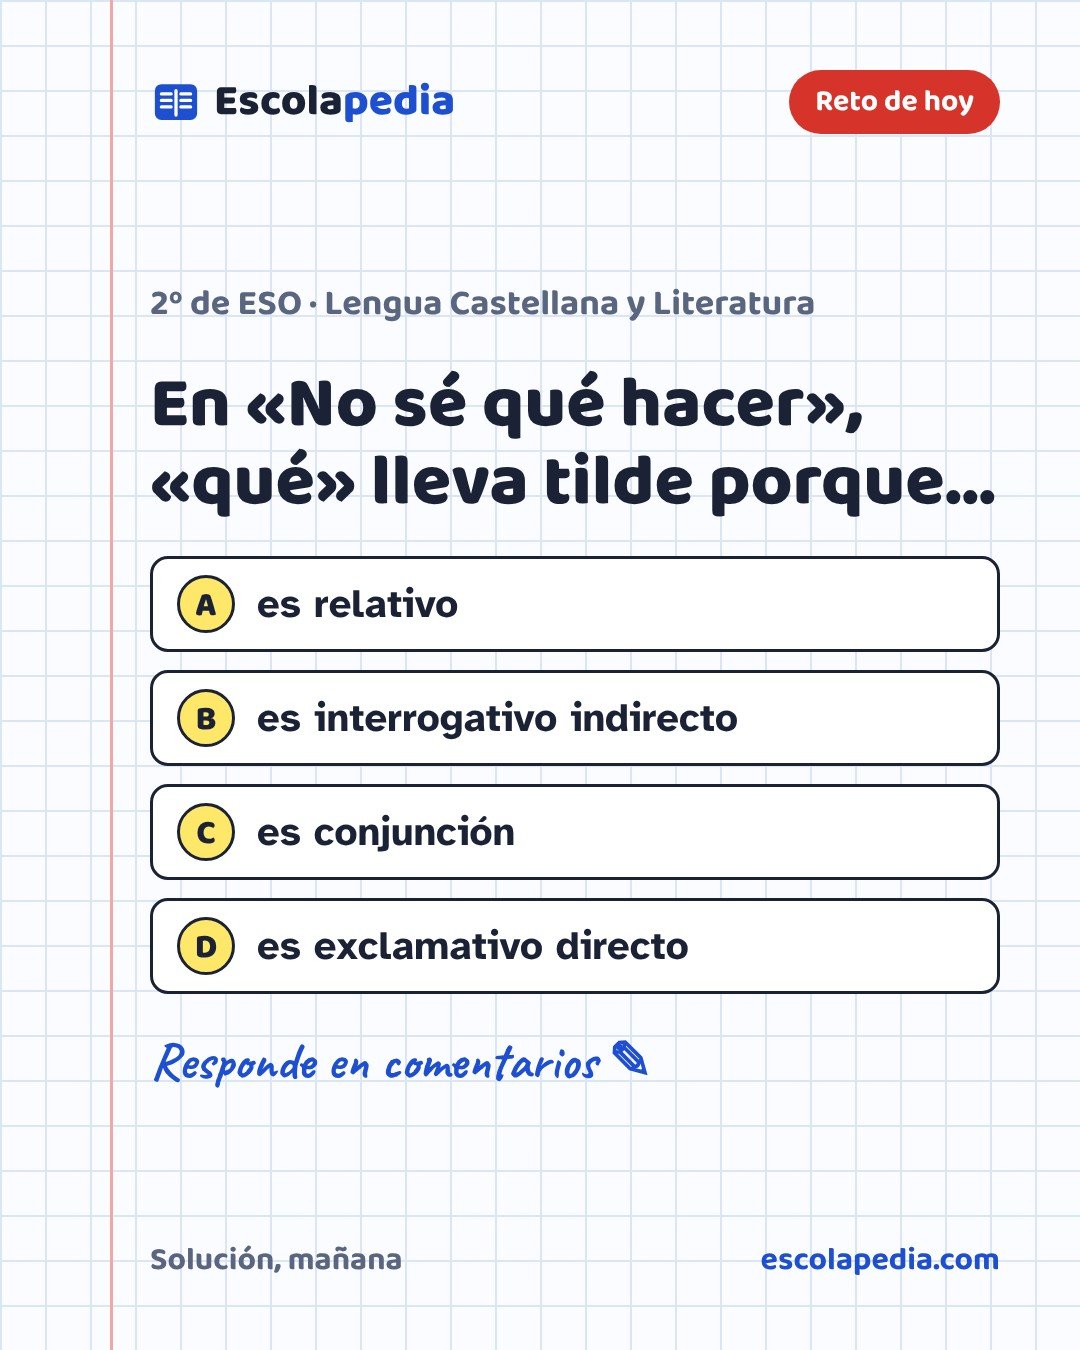 Escolapedia
Reto de hoy
2º de ESO · Lengua Castellana y Literatura
En «No sé qué hacer»,
«qué» lleva tilde porque...
A es relativo
B es interrogativo indirecto
C es conjunción
D es exclamativo directo
Responde en comentarios ✎
Solución, mañana
escolapedia.com